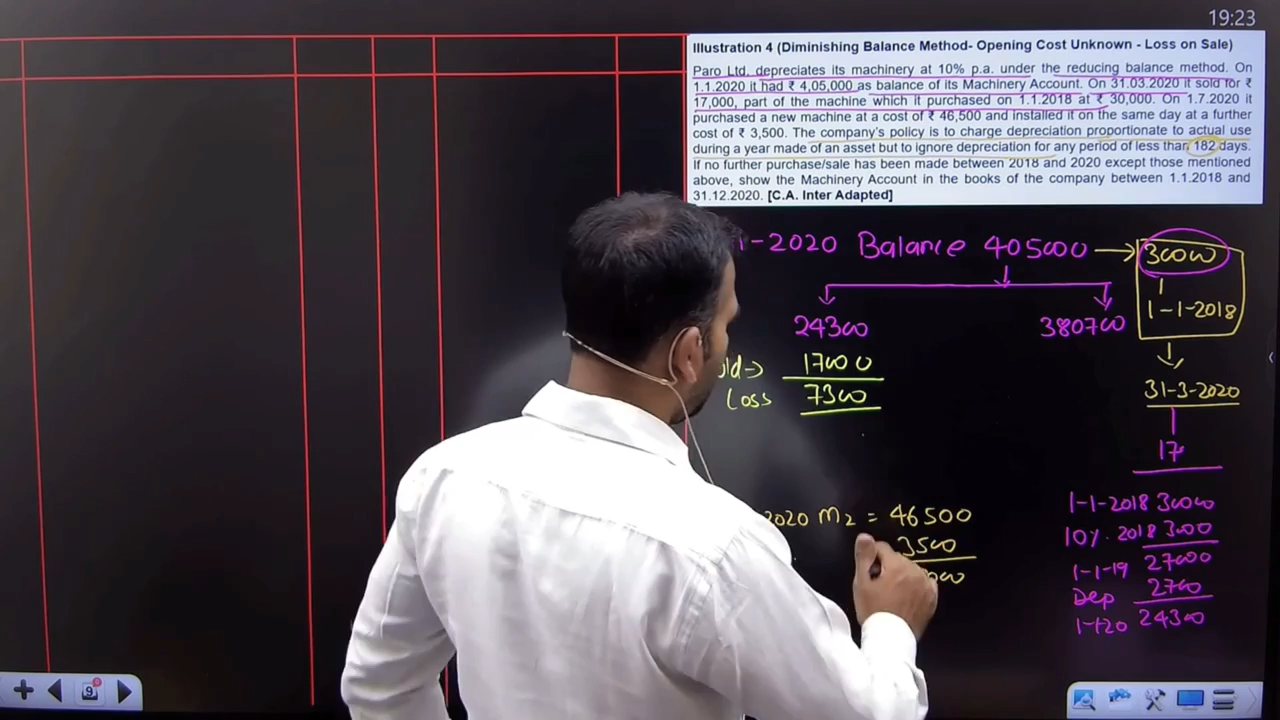 19:23
Illustration 4 (Diminishing Balance Method- Opening Cost Unknown - Loss on Sale)
Paro Ltd. depreciates its machinery at 10% p.a. under the reducing balance method. On
1.1.2020 it had ₹ 4,05,000 as balance of its Machinery Account. On 31.03.2020 it sold for ₹
17,000, part of the machine which it purchased on 1.1.2018 at ₹ 30,000. On 1.7.2020 it
purchased a new machine at a cost of ₹ 46,500 and installed it on the same day at a further
cost of ₹ 3,500. The company's policy is to charge depreciation proportionate to actual use
during a year made of an asset but to ignore depreciation for any period of less than 182 days.
If no further purchase/sale has been made between 2018 and 2020 except those mentioned
above, show the Machinery Account in the books of the company between 1.1.2018 and
31.12.2020. [C.A. Inter Adapted]
1-2020 Balance 405000
30000
1-1-2018
24300 380700
17000
Loss 7300
31-3-2020
17
2020 M2 = 46500
3500
1-1-2018 30000
10%. 2018 3000
1-1-19 27000
Dep 2700
1-1-20 24300
9